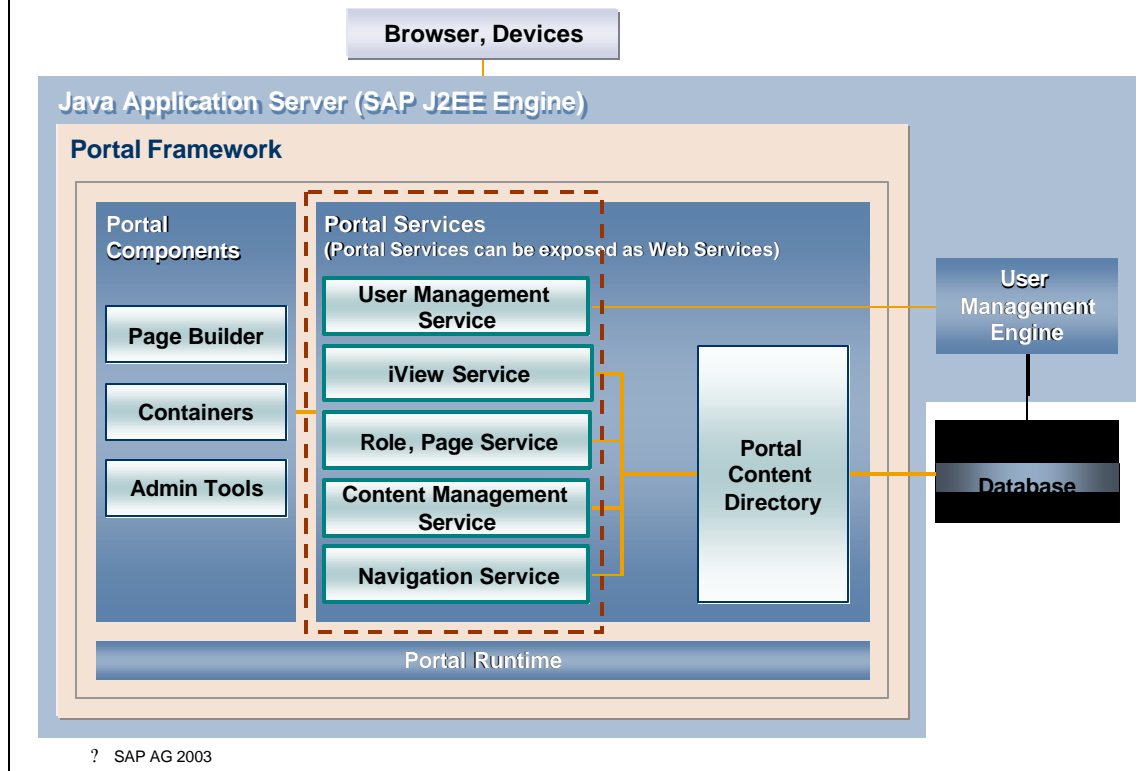 Browser, Devices
Java Application Server (SAP J2EE Engine)
Portal Framework
Portal
Components
Page Builder
Containers
Admin Tools
Portal Services
(Portal Services can be exposed as Web Services)
User Management
Service
iView Service
Role, Page Service
Content Management
Service
Navigation Service
Portal
Content
Directory
User
Management
Engine
Database
Portal Runtime
? SAP AG 2003